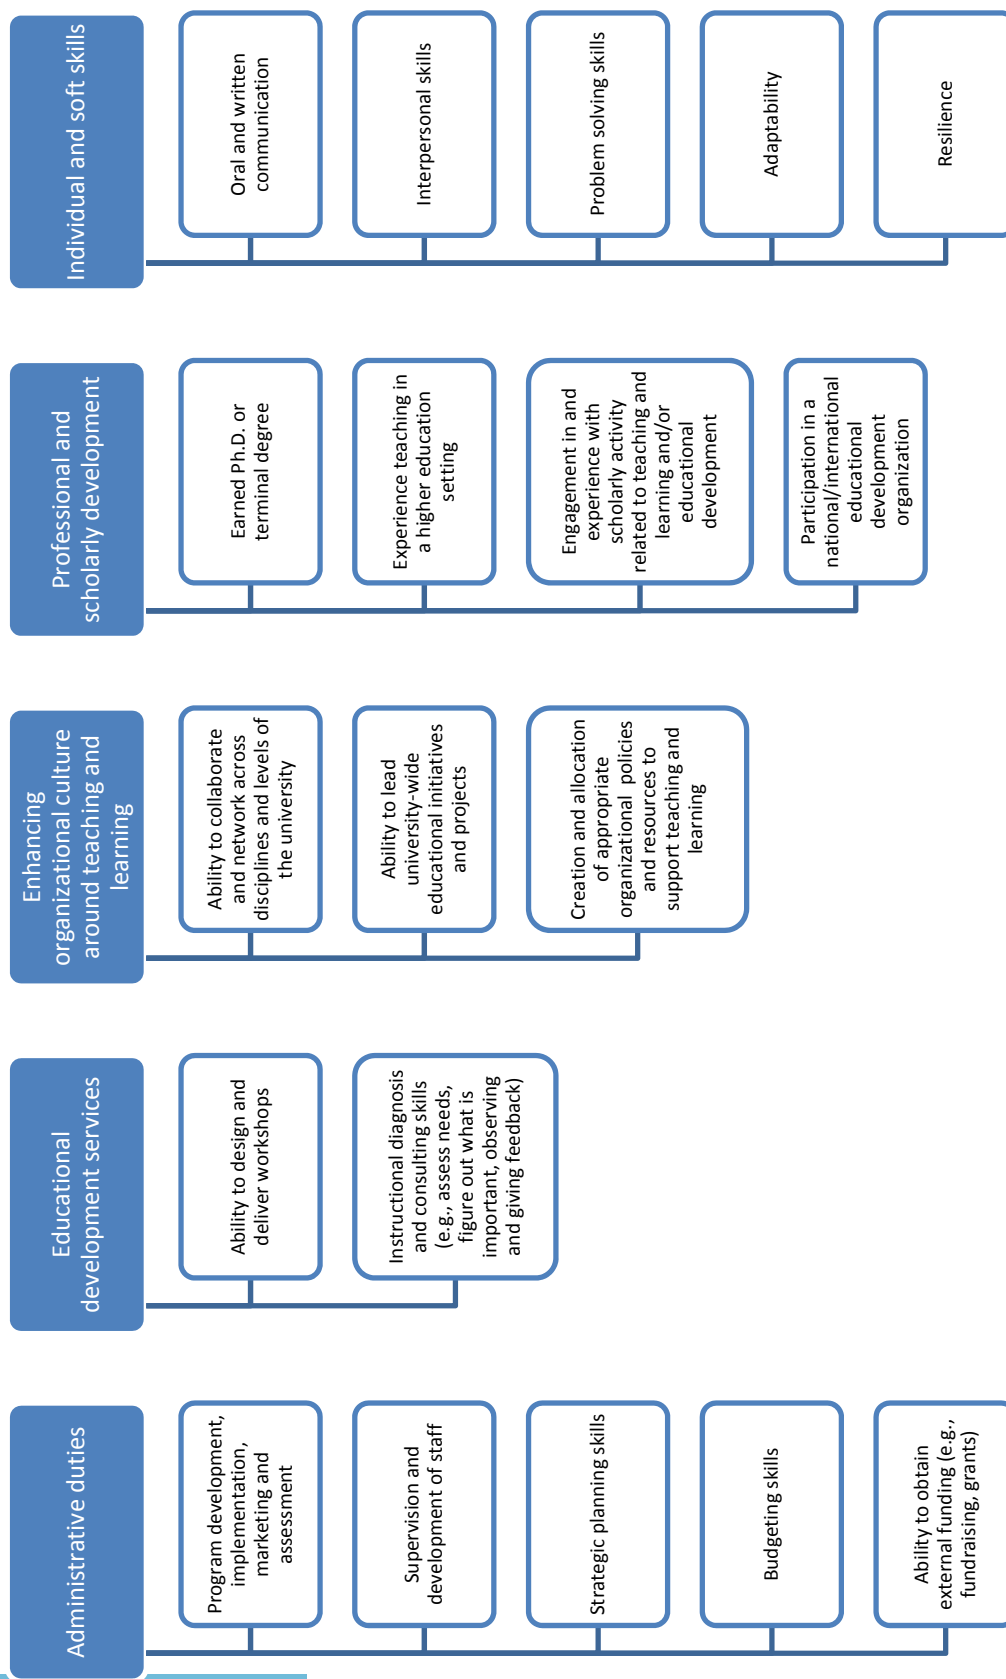 Administrative duties
Program development,
implementation,
marketing and
assessment
Supervision and
development of staff
Strategic planning skills
Budgeting skills
Ability to obtain
external funding (e.g.,
fundraising, grants)
Educational
development services
Ability to design and
deliver workshops
Instructional diagnosis
and consulting skills
(e.g., assess needs,
figure out what is
important, observing
and giving feedback)
Enhancing
organizational culture
around teaching and
learning
Ability to collaborate
and network across
disciplines and levels of
the university
Ability to lead
university-wide
educational initiatives
and projects
Creation and allocation
of appropriate
organizational policies
and resources to
support teaching and
learning
Professional and
scholarly development
Earned Ph.D. or
terminal degree
Experience teaching in
a higher education
setting
Engagement in and
experience with
scholarly activity
related to teaching and
learning and/or
educational
development
Participation in a
national/international
educational
development
organization
Individual and soft skills
Oral and written
communication
Interpersonal skills
Problem solving skills
Adaptability
Resilience